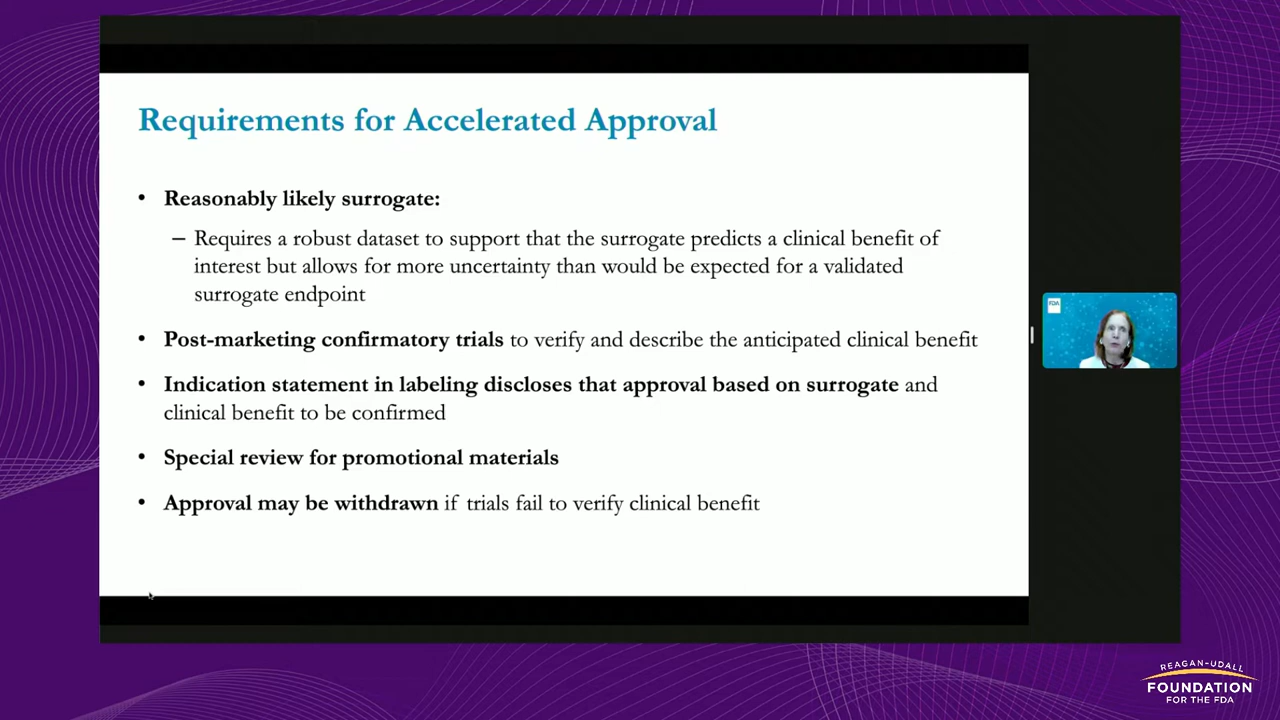 Requirements for Accelerated Approval
• Reasonably likely surrogate:
– Requires a robust dataset to support that the surrogate predicts a clinical benefit of
interest but allows for more uncertainty than would be expected for a validated
surrogate endpoint
• Post-marketing confirmatory trials to verify and describe the anticipated clinical benefit
• Indication statement in labeling discloses that approval based on surrogate and
clinical benefit to be confirmed
• Special review for promotional materials
• Approval may be withdrawn if trials fail to verify clinical benefit
FDA
REAGAN-UDALL
FOUNDATION
FOR THE FDA